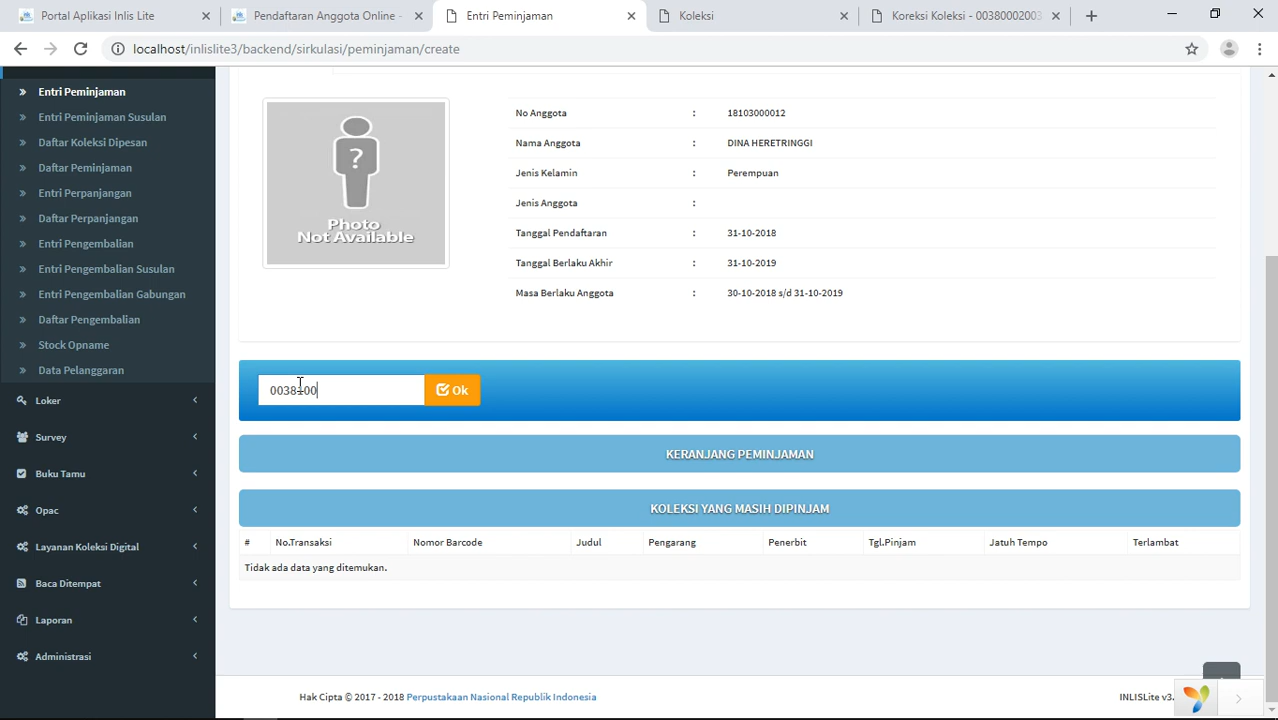 Portal Aplikasi Inlis Lite
Pendaftaran Anggota Online -
Entri Peminjaman
Koleksi
Koreksi Koleksi - 00380002003
localhost/inlislite3/backend/sirkulasi/peminjaman/create
Entri Peminjaman
Entri Peminjaman Susulan
Daftar Koleksi Dipesan
Daftar Peminjaman
Entri Perpanjangan
Daftar Perpanjangan
Entri Pengembalian
Entri Pengembalian Susulan
Entri Pengembalian Gabungan
Daftar Pengembalian
Stock Opname
Data Pelanggaran
Loker
Survey
Buku Tamu
Opac
Layanan Koleksi Digital
Baca Ditempat
Laporan
Administrasi
Photo
Not Available
No Anggota : 18103000012
Nama Anggota : DINA HERETRINGGI
Jenis Kelamin : Perempuan
Jenis Anggota :
Tanggal Pendaftaran : 31-10-2018
Tanggal Berlaku Akhir : 31-10-2019
Masa Berlaku Anggota : 30-10-2018 s/d 31-10-2019
Ok
KERANJANG PEMINJAMAN
KOLEKSI YANG MASIH DIPINJAM
# No.Transaksi Nomor Barcode Judul Pengarang Penerbit Tgl.Pinjam Jatuh Tempo Terlambat
Tidak ada data yang ditemukan.
Hak Cipta © 2017 - 2018 Perpustakaan Nasional Republik Indonesia
INLISLite v3.